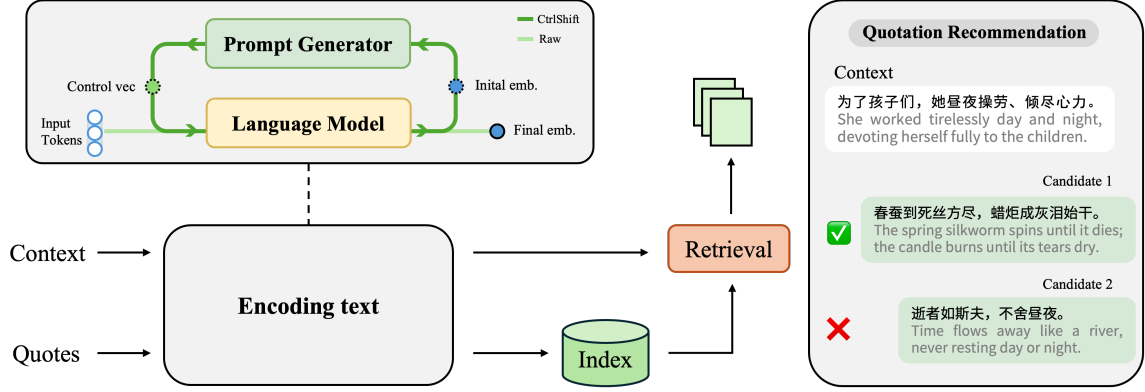 Prompt Generator
CtrlShift
Raw
Control vec
Inital emb.
Input
Tokens
Language Model
Final emb.
Context
Quotes
Encoding text
Retrieval
Index
Quotation Recommendation
Context
为了孩子们，她昼夜操劳、倾尽心力。
She worked tirelessly day and night,
devoting herself fully to the children.
Candidate 1
春蚕到死丝方尽，蜡炬成灰泪始干。
The spring silkworm spins until it dies;
the candle burns until its tears dry.
Candidate 2
逝者如斯夫，不舍昼夜。
Time flows away like a river,
never resting day or night.